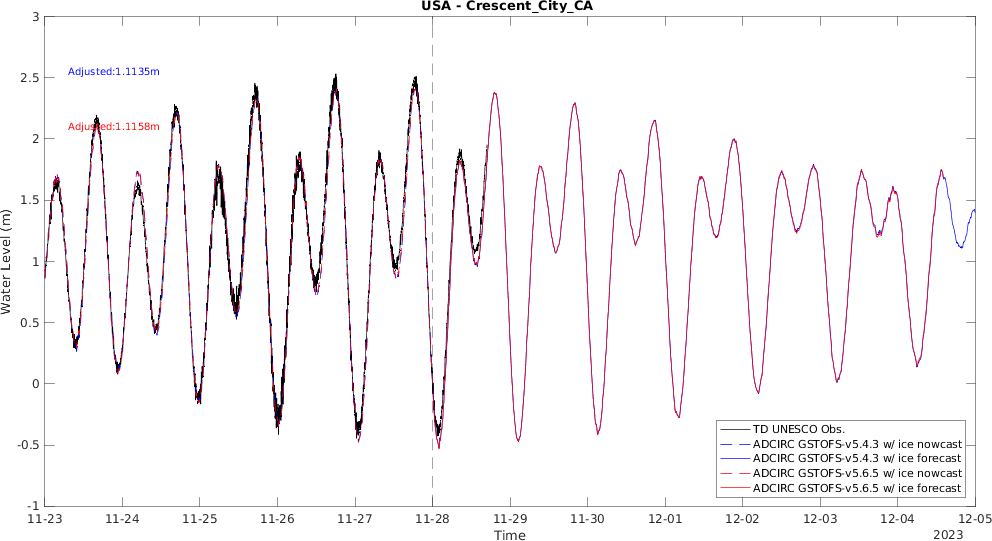 USA - Crescent_City_CA
3
2.5
2
1.5
1
0.5
0
-0.5
-1
Water Level (m)
Adjusted:1.1135m
Adjusted:1.1158m
TD UNESCO Obs.
ADCIRC GSTOFS-v5.4.3 w/ ice nowcast
ADCIRC GSTOFS-v5.4.3 w/ ice forecast
ADCIRC GSTOFS-v5.6.5 w/ ice nowcast
ADCIRC GSTOFS-v5.6.5 w/ ice forecast
11-23 11-24 11-25 11-26 11-27 11-28 11-29 11-30 12-01 12-02 12-03 12-04 12-05
Time
2023